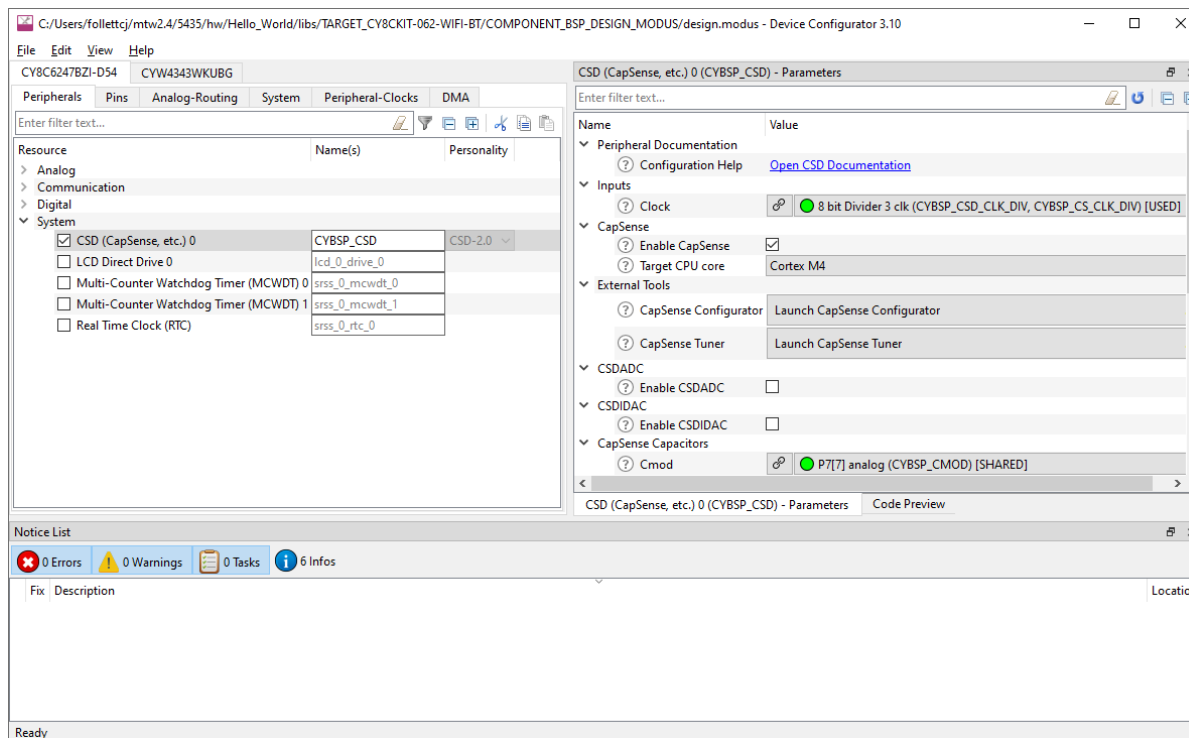 C:/Users/follettcj/mtw2.4/5435/hw/Hello_World/libs/TARGET_CY8CKIT-062-WIFI-BT/COMPONENT_BSP_DESIGN_MODUS/design.modus - Device Configurator 3.10
File Edit View Help
CY8C6247BZI-D54 CYW4343WKUBG
Peripherals Pins Analog-Routing System Peripheral-Clocks DMA
Enter filter text...
Resource Name(s) Personality
Analog
Communication
Digital
System
CSD (CapSense, etc.) 0 CYBSP_CSD CSD-2.0
LCD Direct Drive 0 lcd_0_drive_0
Multi-Counter Watchdog Timer (MCWDT) 0 srss_0_mcwdt_0
Multi-Counter Watchdog Timer (MCWDT) 1 srss_0_mcwdt_1
Real Time Clock (RTC) srss_0_rtc_0
CSD (CapSense, etc.) 0 (CYBSP_CSD) - Parameters
Enter filter text...
Name Value
Peripheral Documentation
Configuration Help Open CSD Documentation
Inputs
Clock 8 bit Divider 3 clk (CYBSP_CSD_CLK_DIV, CYBSP_CS_CLK_DIV) [USED]
CapSense
Enable CapSense
Target CPU core Cortex M4
External Tools
CapSense Configurator Launch CapSense Configurator
CapSense Tuner Launch CapSense Tuner
CSDADC
Enable CSDADC
CSDIDAC
Enable CSDIDAC
CapSense Capacitors
Cmod P7[7] analog (CYBSP_CMOD) [SHARED]
CSD (CapSense, etc.) 0 (CYBSP_CSD) - Parameters Code Preview
Notice List
0 Errors 0 Warnings 0 Tasks 6 Infos
Fix Description Locatio
Ready